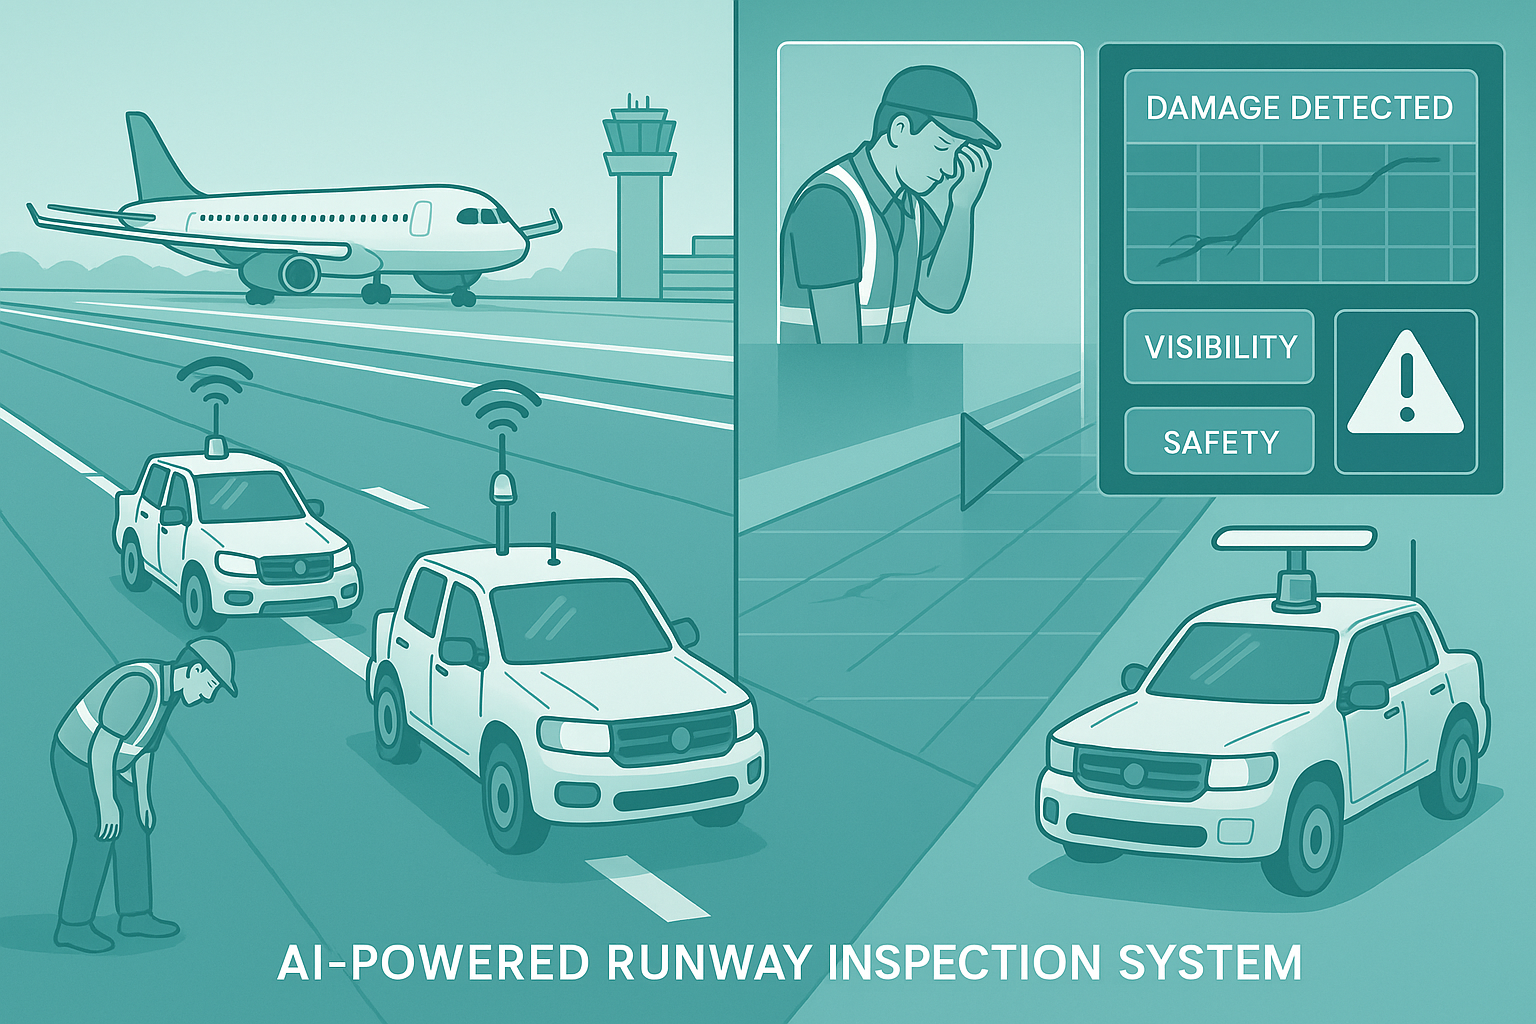 DAMAGE DETECTED
VISIBILITY
SAFETY
AI-POWERED RUNWAY INSPECTION SYSTEM